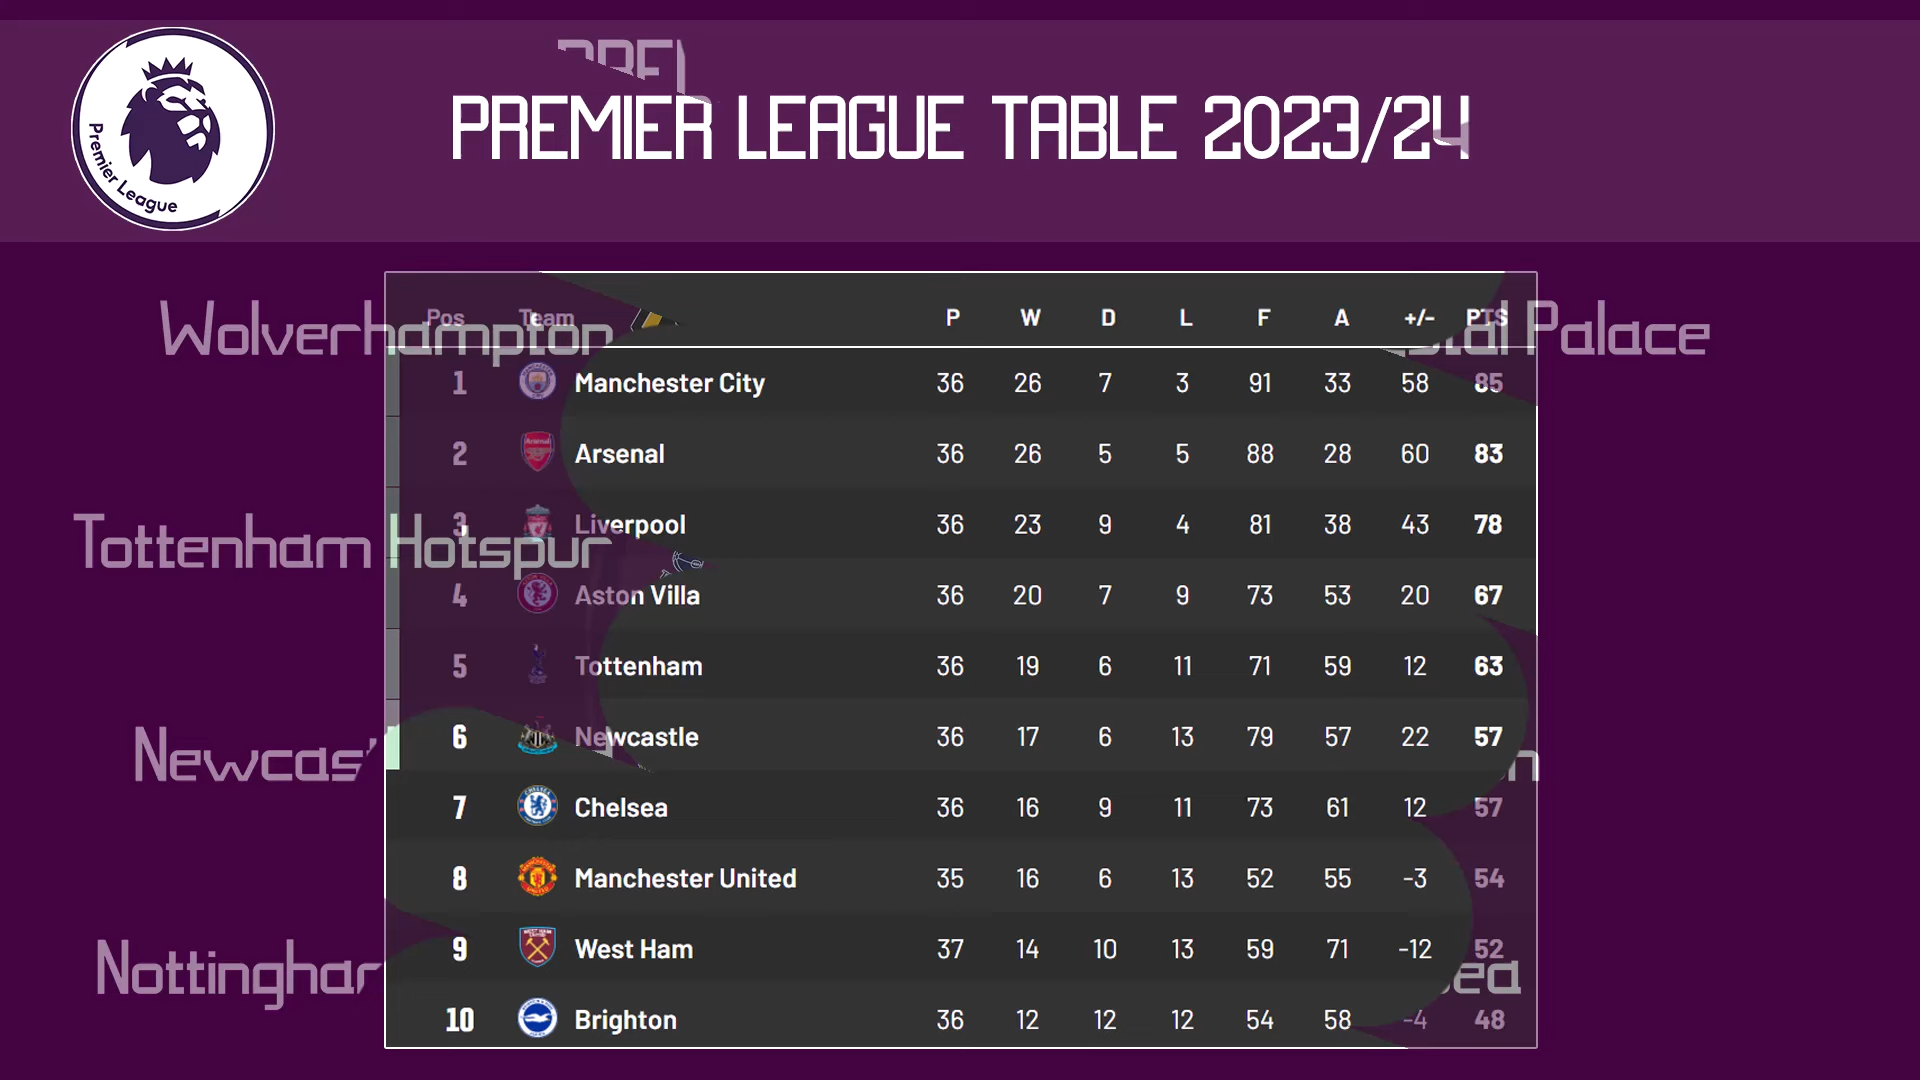 Premier League
PREMIER LEAGUE TABLE 2023/24
Wolverhampton
Palace
Tottenham Hotspur
Pos Team P W D L F A +/- PTS
1 Manchester City 36 26 7 3 91 33 58 85
2 Arsenal 36 26 5 5 88 28 60 83
3 Liverpool 36 23 9 4 81 38 43 78
4 Aston Villa 36 20 7 9 73 53 20 67
5 Tottenham 36 19 6 11 71 59 12 63
6 Newcastle 36 17 6 13 79 57 22 57
7 Chelsea 36 16 9 11 73 61 12 57
8 Manchester United 35 16 6 13 52 55 -3 54
9 West Ham 37 14 10 13 59 71 -12 52
10 Brighton 36 12 12 12 54 58 -4 48